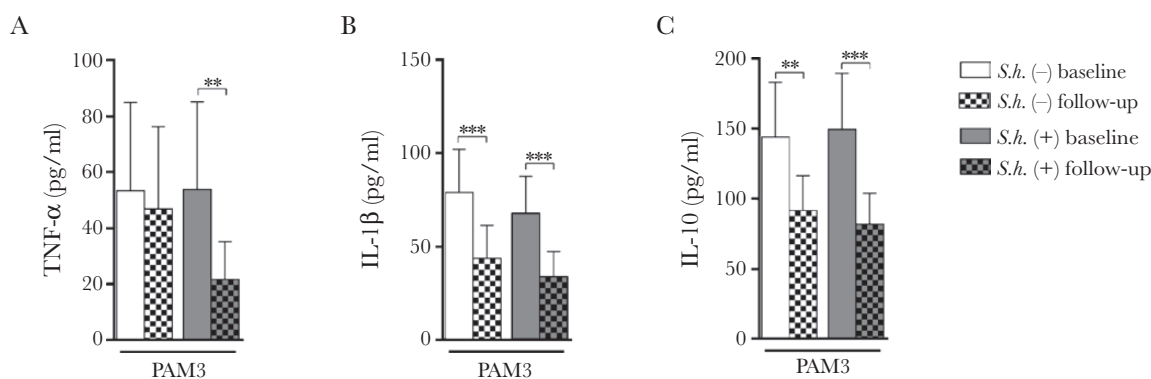 A
TNF-α (pg/ml)
100
80
60
40
20
0
**
PAM3
B
IL-1β (pg/ml)
150
100
50
0
***
***
PAM3
C
IL-10 (pg/ml)
200
150
100
50
0
**
***
PAM3
S.h. (–) baseline
S.h. (–) follow-up
S.h. (+) baseline
S.h. (+) follow-up